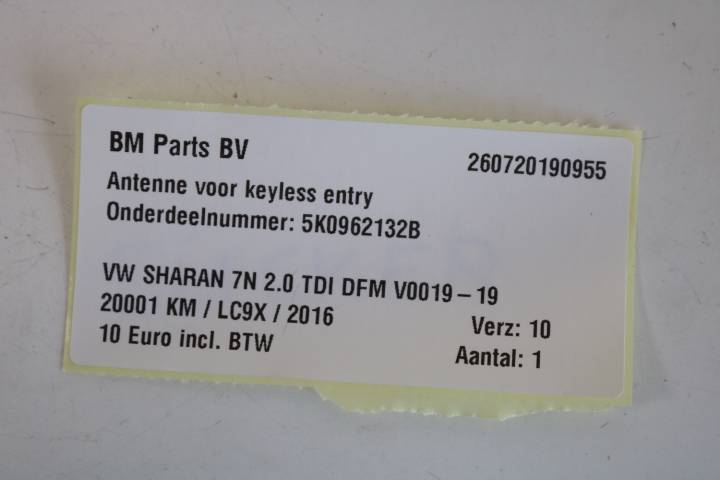 BM Parts BV
260720190955
Antenne voor keyless entry
Onderdeelnummer: 5K0962132B
VW SHARAN 7N 2.0 TDI DFM V0019 – 19
20001 KM / LC9X / 2016
Verz: 10
10 Euro incl. BTW
Aantal: 1